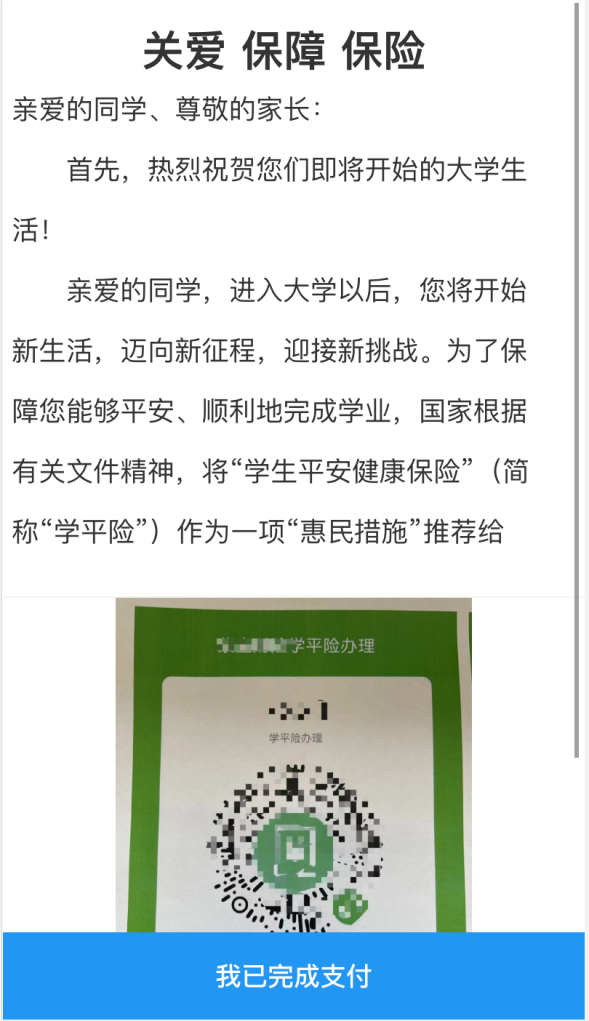 关爱 保障 保险
亲爱的同学、尊敬的家长：
首先，热烈祝贺您们即将开始的大学生
活！
亲爱的同学，进入大学以后，您将开始
新生活，迈向新征程，迎接新挑战。为了保
障您能够平安、顺利地完成学业，国家根据
有关文件精神，将“学生平安健康保险”（简
称“学平险”）作为一项“惠民措施”推荐给
学平险办理
学平险办理
我已完成支付